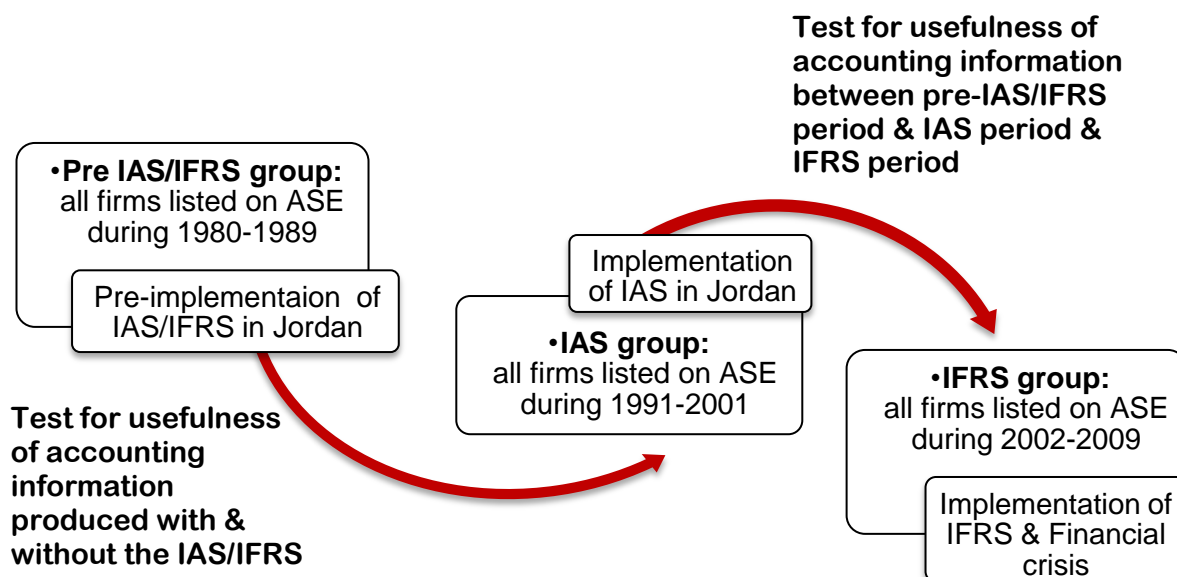 Test for usefulness of
accounting information
between pre-IAS/IFRS
period & IAS period &
IFRS period
•Pre IAS/IFRS group:
all firms listed on ASE
during 1980-1989
Pre-implementaion of
IAS/IFRS in Jordan
Implementation
of IAS in Jordan
•IAS group:
all firms listed on ASE
during 1991-2001
•IFRS group:
all firms listed on ASE
during 2002-2009
Implementation of
IFRS & Financial
crisis
Test for usefulness
of accounting
information
produced with &
without the IAS/IFRS